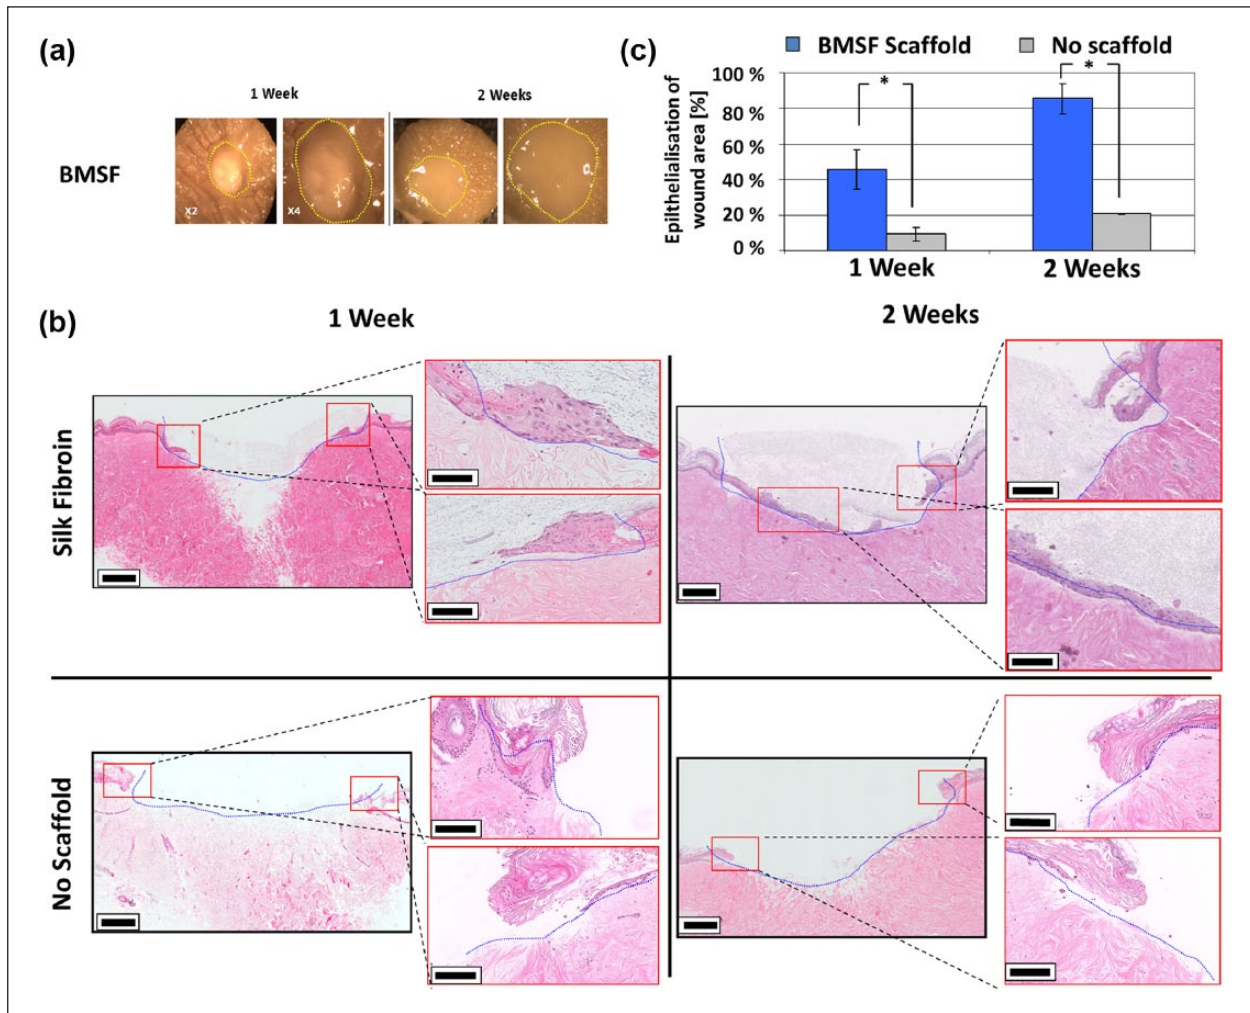 (a)
1 Week
2 Weeks
BMSF
X2
X4
(c)
BMSF Scaffold
No scaffold
Epilthelialisation of
wound area [%]
100 %
80 %
60 %
40 %
20 %
0 %
*
*
1 Week
2 Weeks
(b)
1 Week
2 Weeks
Silk Fibroin
No Scaffold